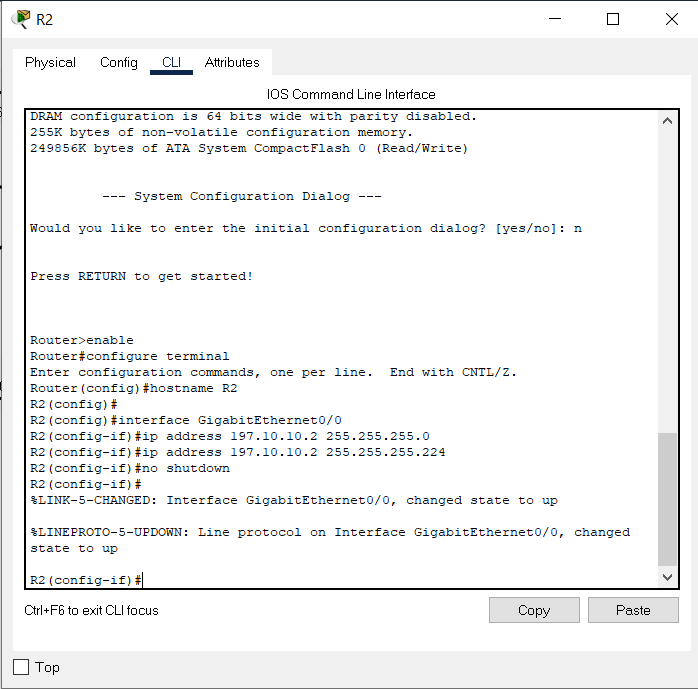 R2
Physical Config CLI Attributes
IOS Command Line Interface
DRAM configuration is 64 bits wide with parity disabled.
255K bytes of non-volatile configuration memory.
249856K bytes of ATA System CompactFlash 0 (Read/Write)
--- System Configuration Dialog ---
Would you like to enter the initial configuration dialog? [yes/no]: n
Press RETURN to get started!
Router>enable
Router#configure terminal
Enter configuration commands, one per line.  End with CNTL/Z.
Router(config)#hostname R2
R2(config)#
R2(config)#interface GigabitEthernet0/0
R2(config-if)#ip address 197.10.10.2 255.255.255.0
R2(config-if)#ip address 197.10.10.2 255.255.255.224
R2(config-if)#no shutdown
R2(config-if)#
%LINK-5-CHANGED: Interface GigabitEthernet0/0, changed state to up
%LINEPROTO-5-UPDOWN: Line protocol on Interface GigabitEthernet0/0, changed
state to up
R2(config-if)#
Ctrl+F6 to exit CLI focus
Copy Paste
Top